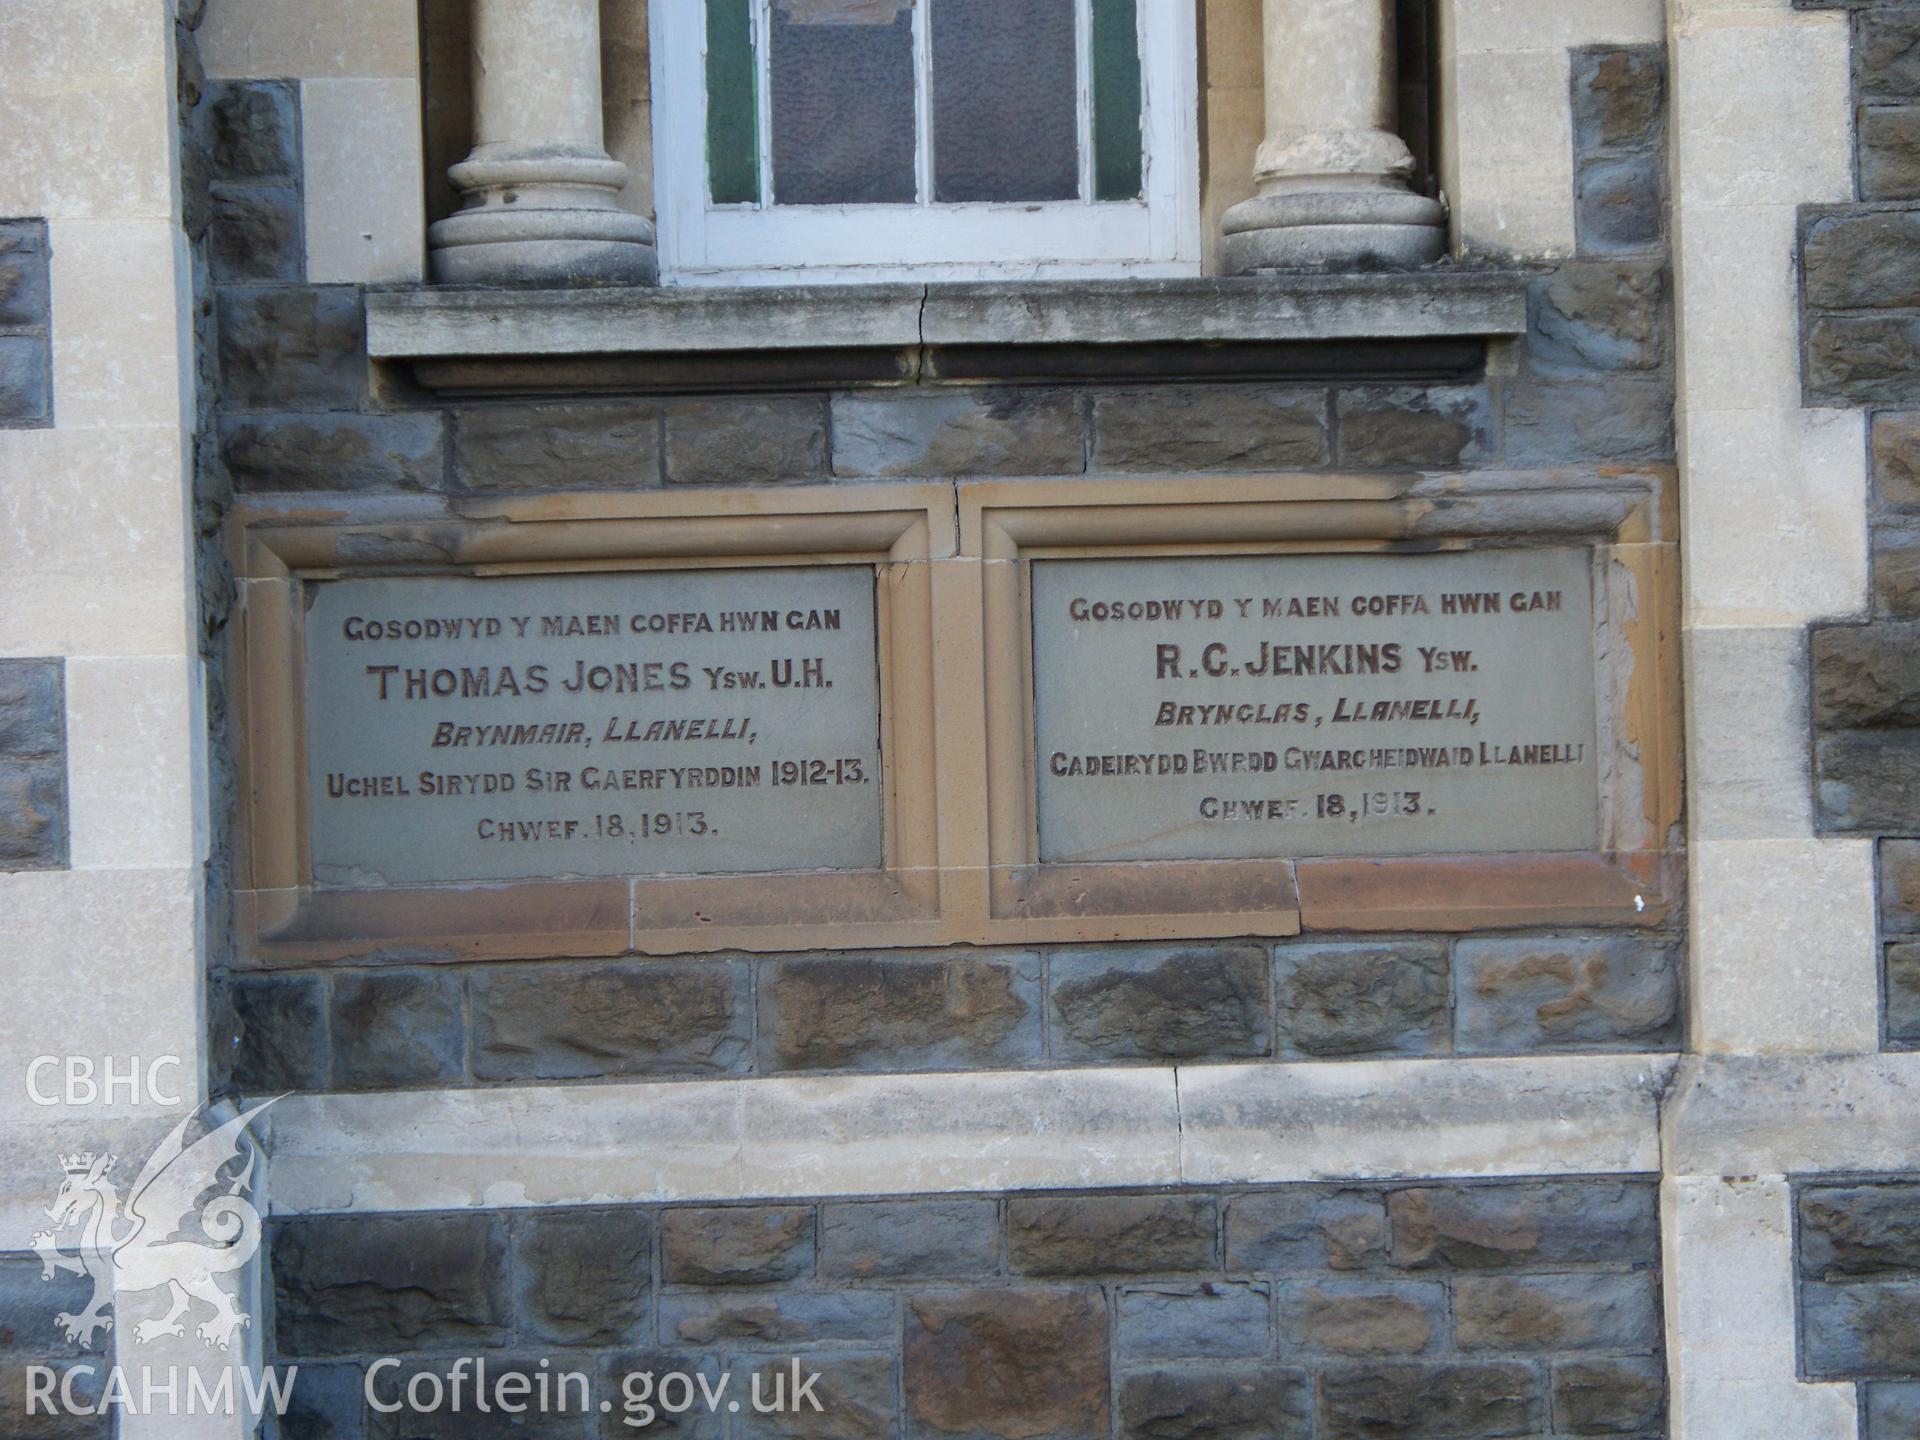 GOSODWYD Y MAEN COFFA HWN GAN
THOMAS JONES YSW. U.H.
BRYNMAIR, LLANELLI,
UCHEL SIRYDD SIR GAERFYRDDIN 1912-13.
CHWEF. 18, 1913.
GOSODWYD Y MAEN COFFA HWN GAN
R. C. JENKINS YSW.
BRYNGLAS, LLANELLI,
CADEIRYDD BWRDD GWARCHEIDWAID LLANELLI
CHWEF. 18, 1913.
CBHC
RCAHMW
Coflein.gov.uk